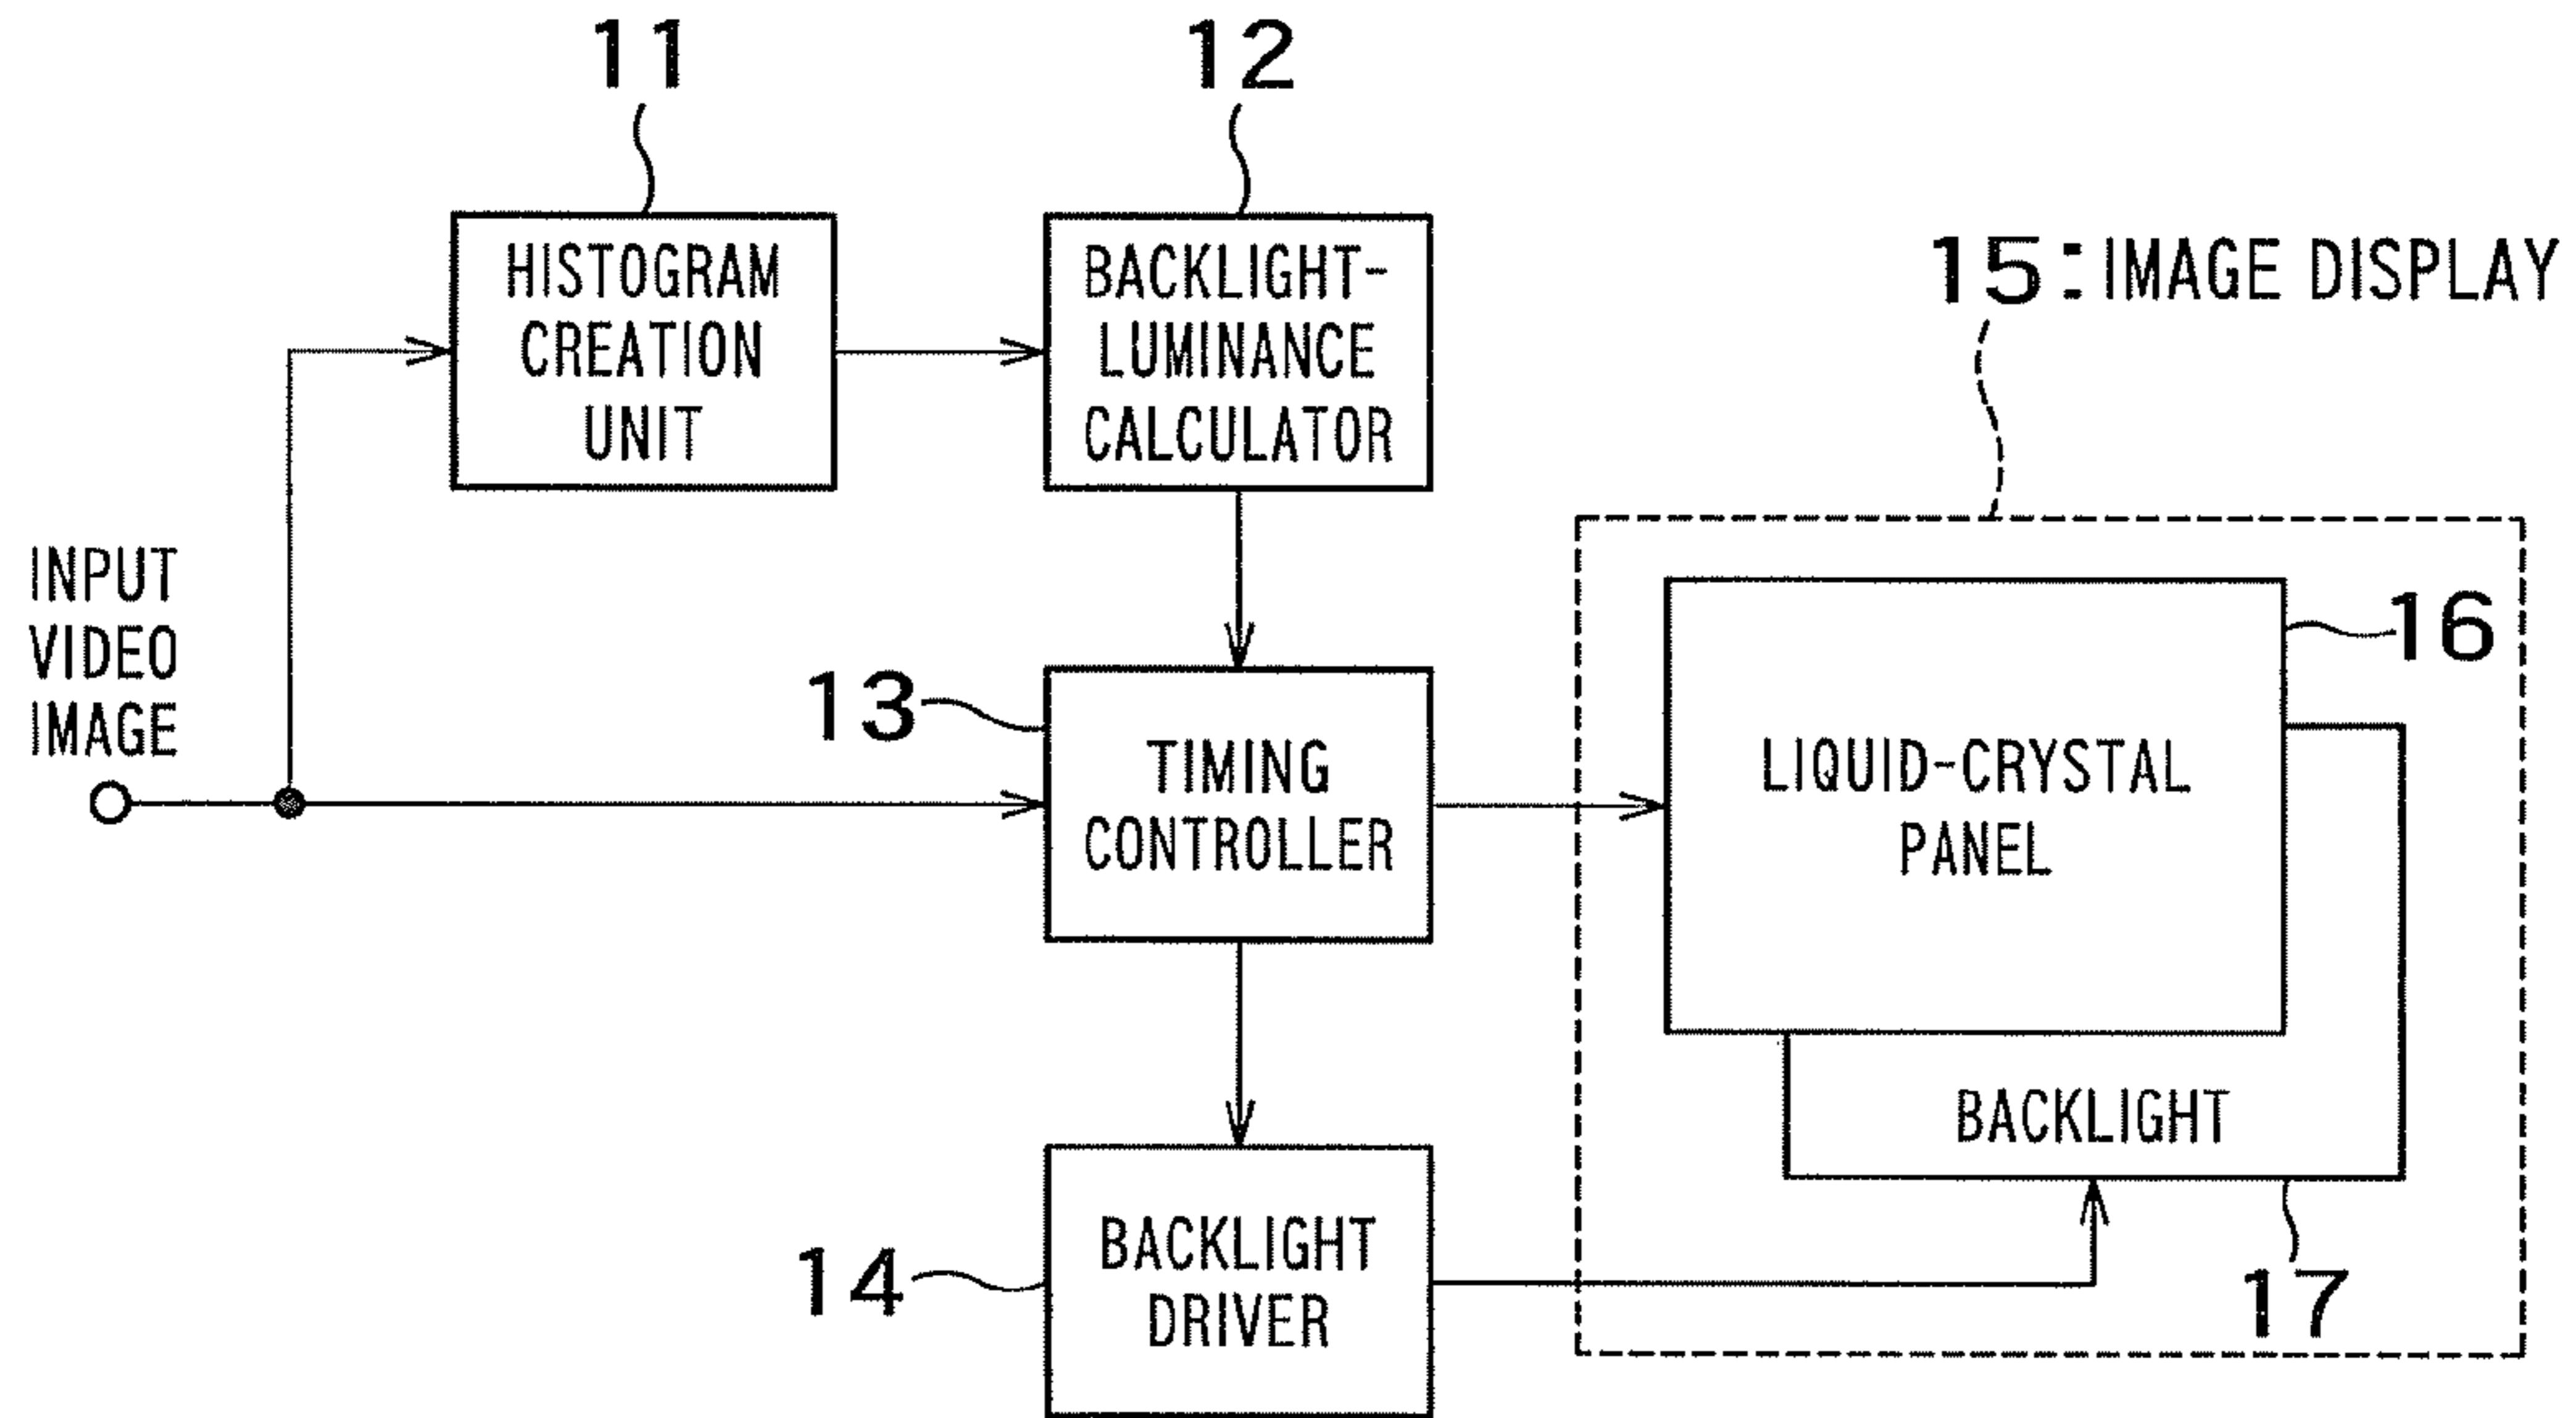 11
12
HISTOGRAM
CREATION
UNIT
BACKLIGHT-
LUMINANCE
CALCULATOR
15: IMAGE DISPLAY
INPUT
VIDEO
IMAGE
13
TIMING
CONTROLLER
16
LIQUID-CRYSTAL
PANEL
BACKLIGHT
14
BACKLIGHT
DRIVER
17